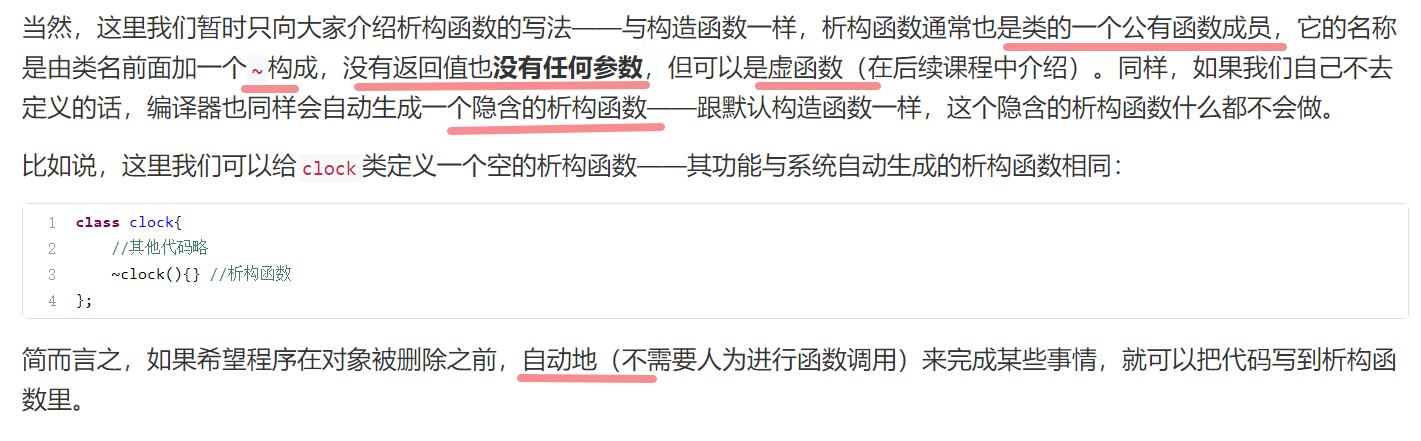 当然，这里我们暂时只向大家介绍析构函数的写法——与构造函数一样，析构函数通常也是类的一个公有函数成员，它的名称
是由类名前面加一个 ~ 构成，没有返回值也没有任何参数，但可以是虚函数（在后续课程中介绍）。同样，如果我们自己不去
定义的话，编译器也同样会自动生成一个隐含的析构函数——跟默认构造函数一样，这个隐含的析构函数什么都不会做。
比如说，这里我们可以给 clock 类定义一个空的析构函数——其功能与系统自动生成的析构函数相同：
1 class clock{
2 //其他代码略
3 ~clock(){} //析构函数
4 };
简而言之，如果希望程序在对象被删除之前，自动地（不需要人为进行函数调用）来完成某些事情，就可以把代码写到析构函
数里。